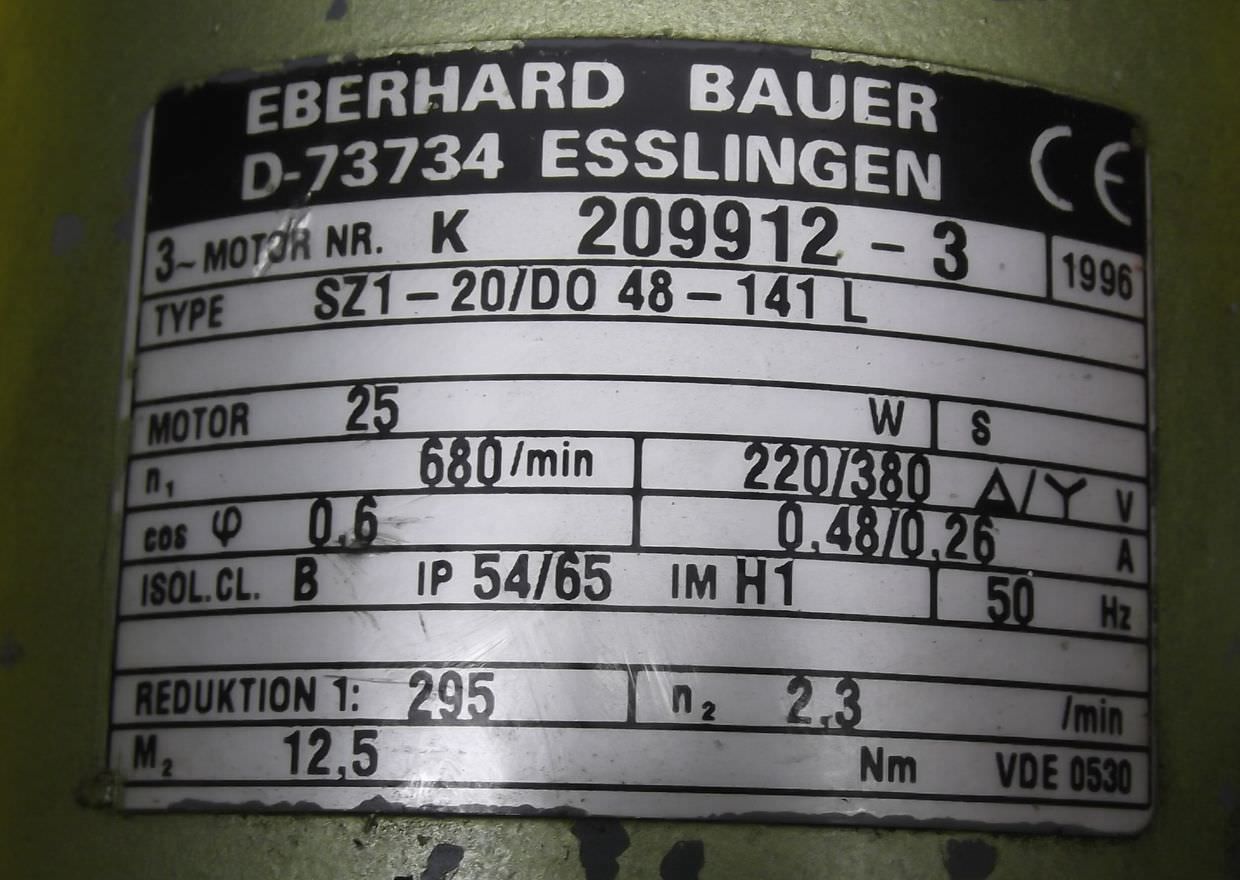 EBERHARD BAUER
D-73734 ESSLINGEN CE
3~MOTOR NR. K 209912-3 1996
TYPE SZ1-20/DO 48-141 L
MOTOR 25 W S
n₁ 680/min 220/380 Δ/Y V
cos φ 0,6 0,48/0,26 A
ISOL.CL. B IP 54/65 IM H1 50 Hz
REDUKTION 1: 295 n₂ 2,3 /min
M₂ 12,5 Nm VDE 0530